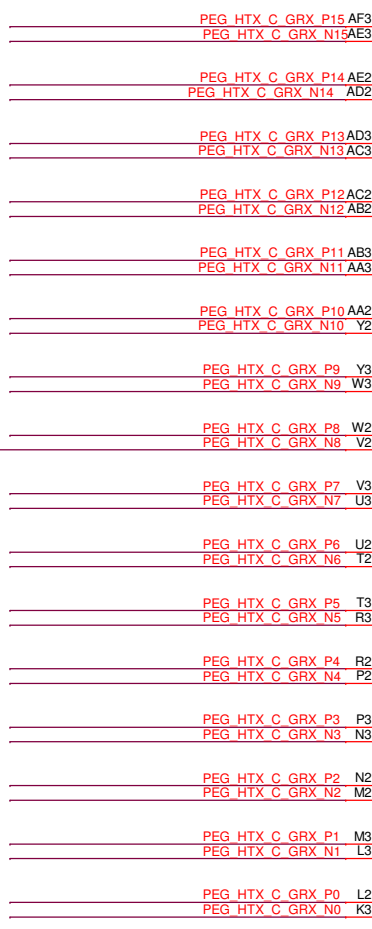 PEG_HTX_C_GRX_P15 AF3
PEG_HTX_C_GRX_N15 AE3
PEG_HTX_C_GRX_P14 AE2
PEG_HTX_C_GRX_N14 AD2
PEG_HTX_C_GRX_P13 AD3
PEG_HTX_C_GRX_N13 AC3
PEG_HTX_C_GRX_P12 AC2
PEG_HTX_C_GRX_N12 AB2
PEG_HTX_C_GRX_P11 AB3
PEG_HTX_C_GRX_N11 AA3
PEG_HTX_C_GRX_P10 AA2
PEG_HTX_C_GRX_N10 Y2
PEG_HTX_C_GRX_P9 Y3
PEG_HTX_C_GRX_N9 W3
PEG_HTX_C_GRX_P8 W2
PEG_HTX_C_GRX_N8 V2
PEG_HTX_C_GRX_P7 V3
PEG_HTX_C_GRX_N7 U3
PEG_HTX_C_GRX_P6 U2
PEG_HTX_C_GRX_N6 T2
PEG_HTX_C_GRX_P5 T3
PEG_HTX_C_GRX_N5 R3
PEG_HTX_C_GRX_P4 R2
PEG_HTX_C_GRX_N4 P2
PEG_HTX_C_GRX_P3 P3
PEG_HTX_C_GRX_N3 N3
PEG_HTX_C_GRX_P2 N2
PEG_HTX_C_GRX_N2 M2
PEG_HTX_C_GRX_P1 M3
PEG_HTX_C_GRX_N1 L3
PEG_HTX_C_GRX_P0 L2
PEG_HTX_C_GRX_N0 K3